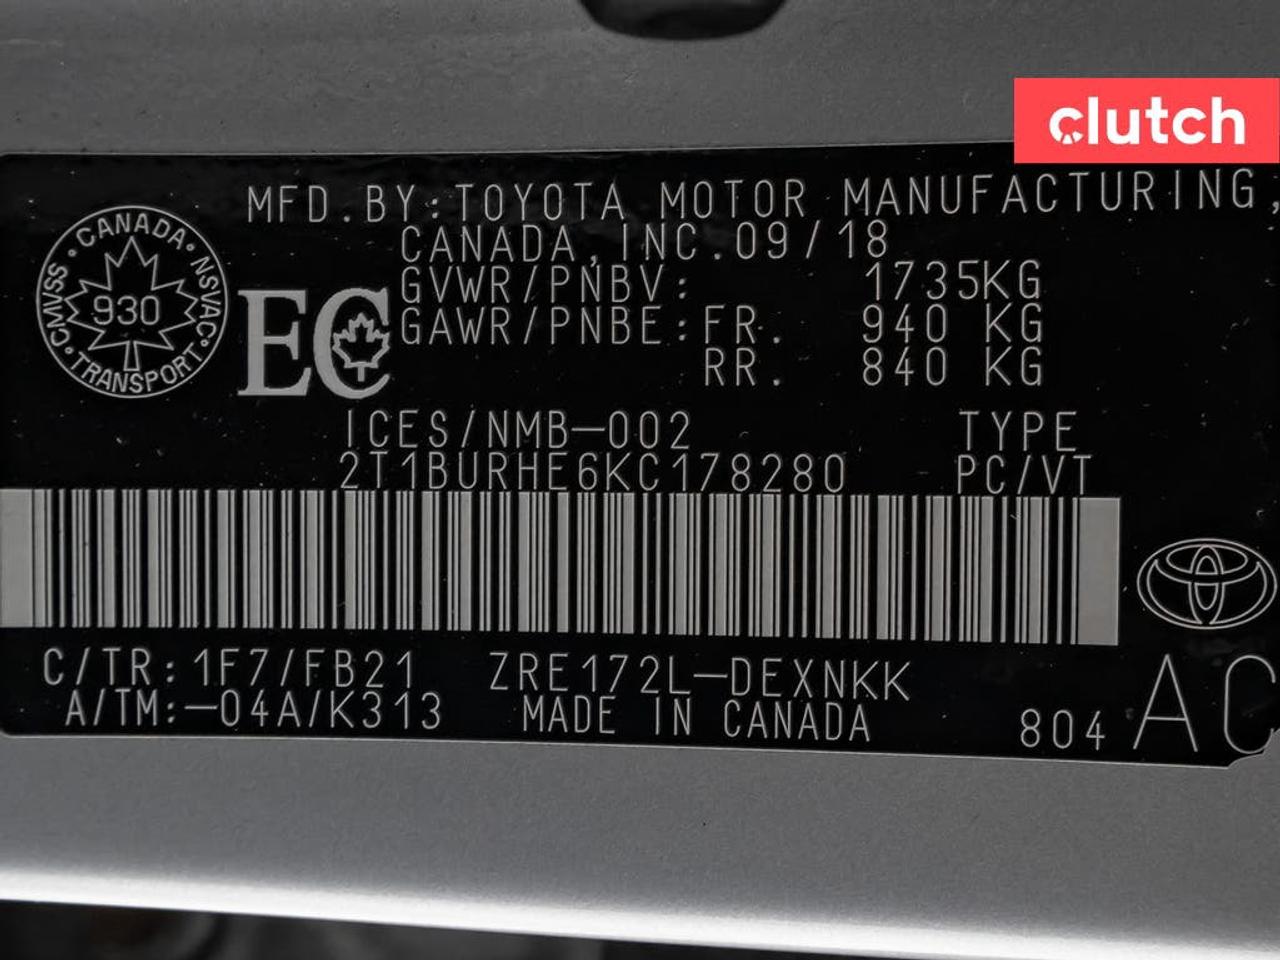 clutch
MFD.BY:TOYOTA MOTOR MANUFACTURING,
CANADA,INC.09/18
GVWR/PNBV: 1735KG
GAWR/PNBE:FR. 940 KG
RR. 840 KG
CANADA · NSVAC · TRANSPORT · CMVSS ·
930
EC
ICES/NMB-002 TYPE
2T1BURHE6KC178280 PC/VT
C/TR: 1F7/FB21 ZRE172L-DEXNKK
A/TM:-04A/K313 MADE IN CANADA 804 AC